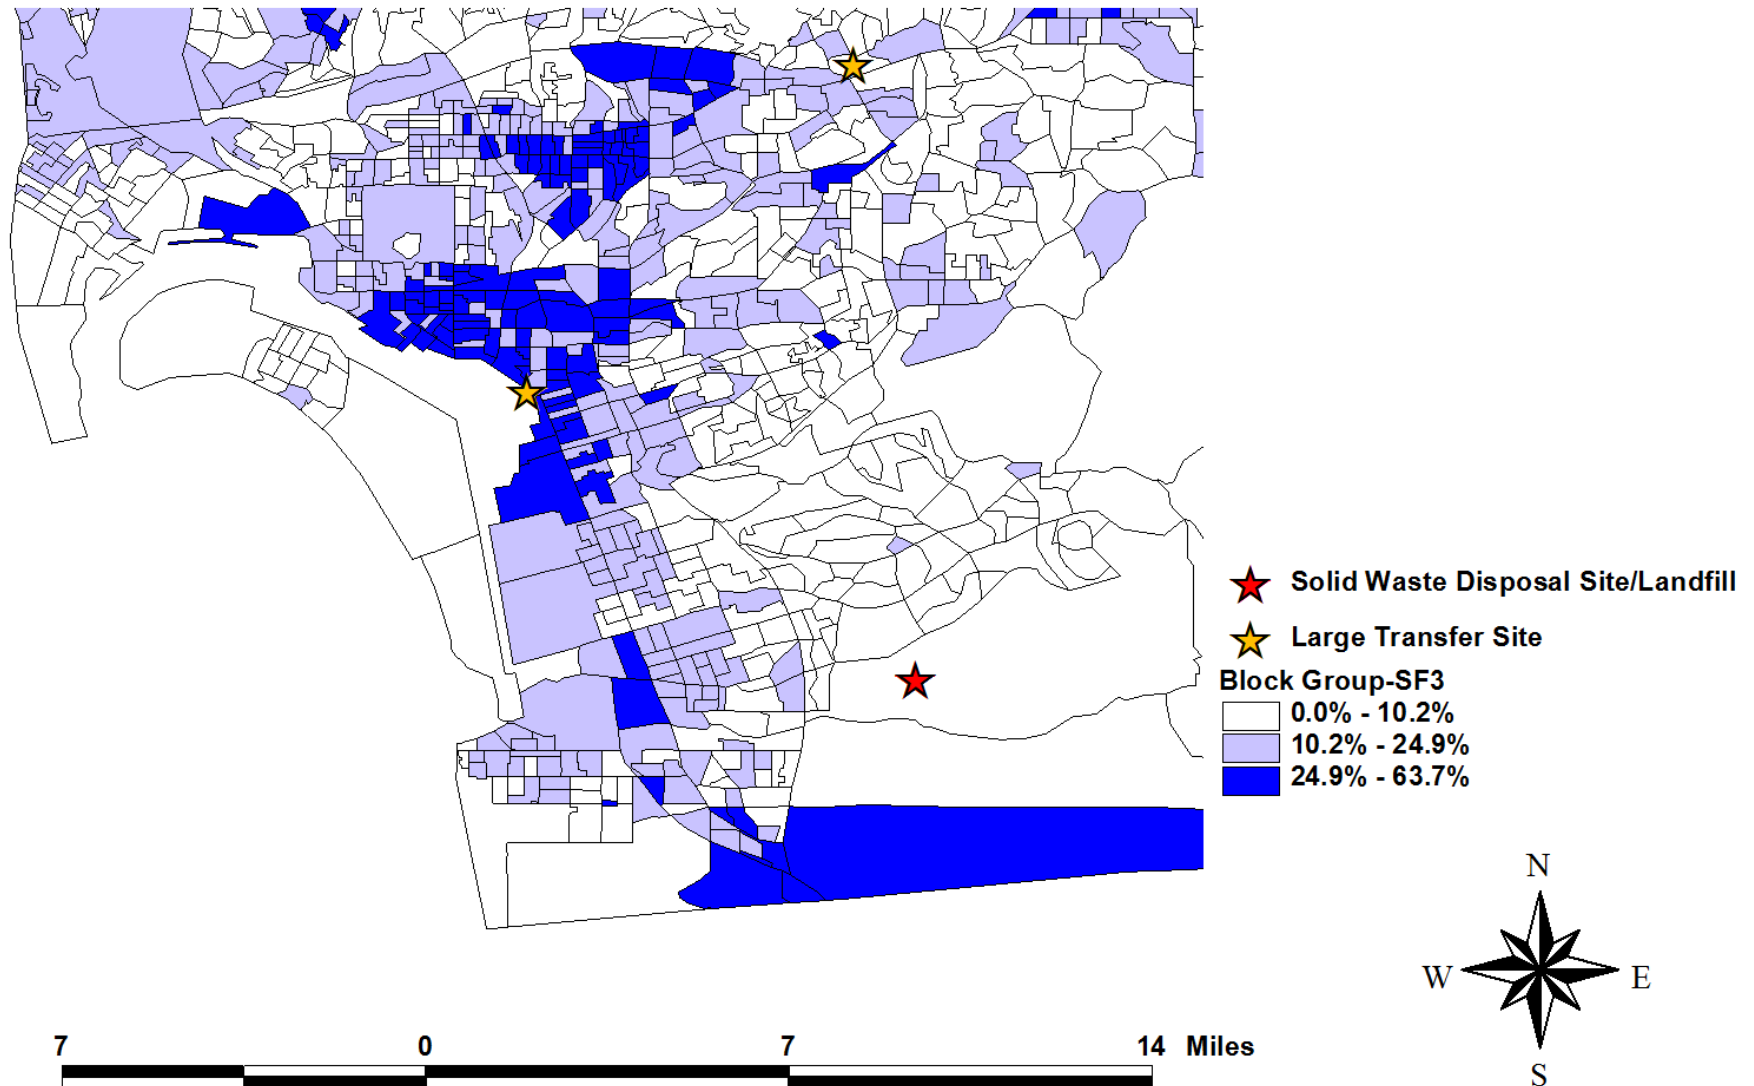 Solid Waste Disposal Site/Landfill
Large Transfer Site
Block Group-SF3
0.0% - 10.2%
10.2% - 24.9%
24.9% - 63.7%
N
W E
S
7 0 7 14 Miles